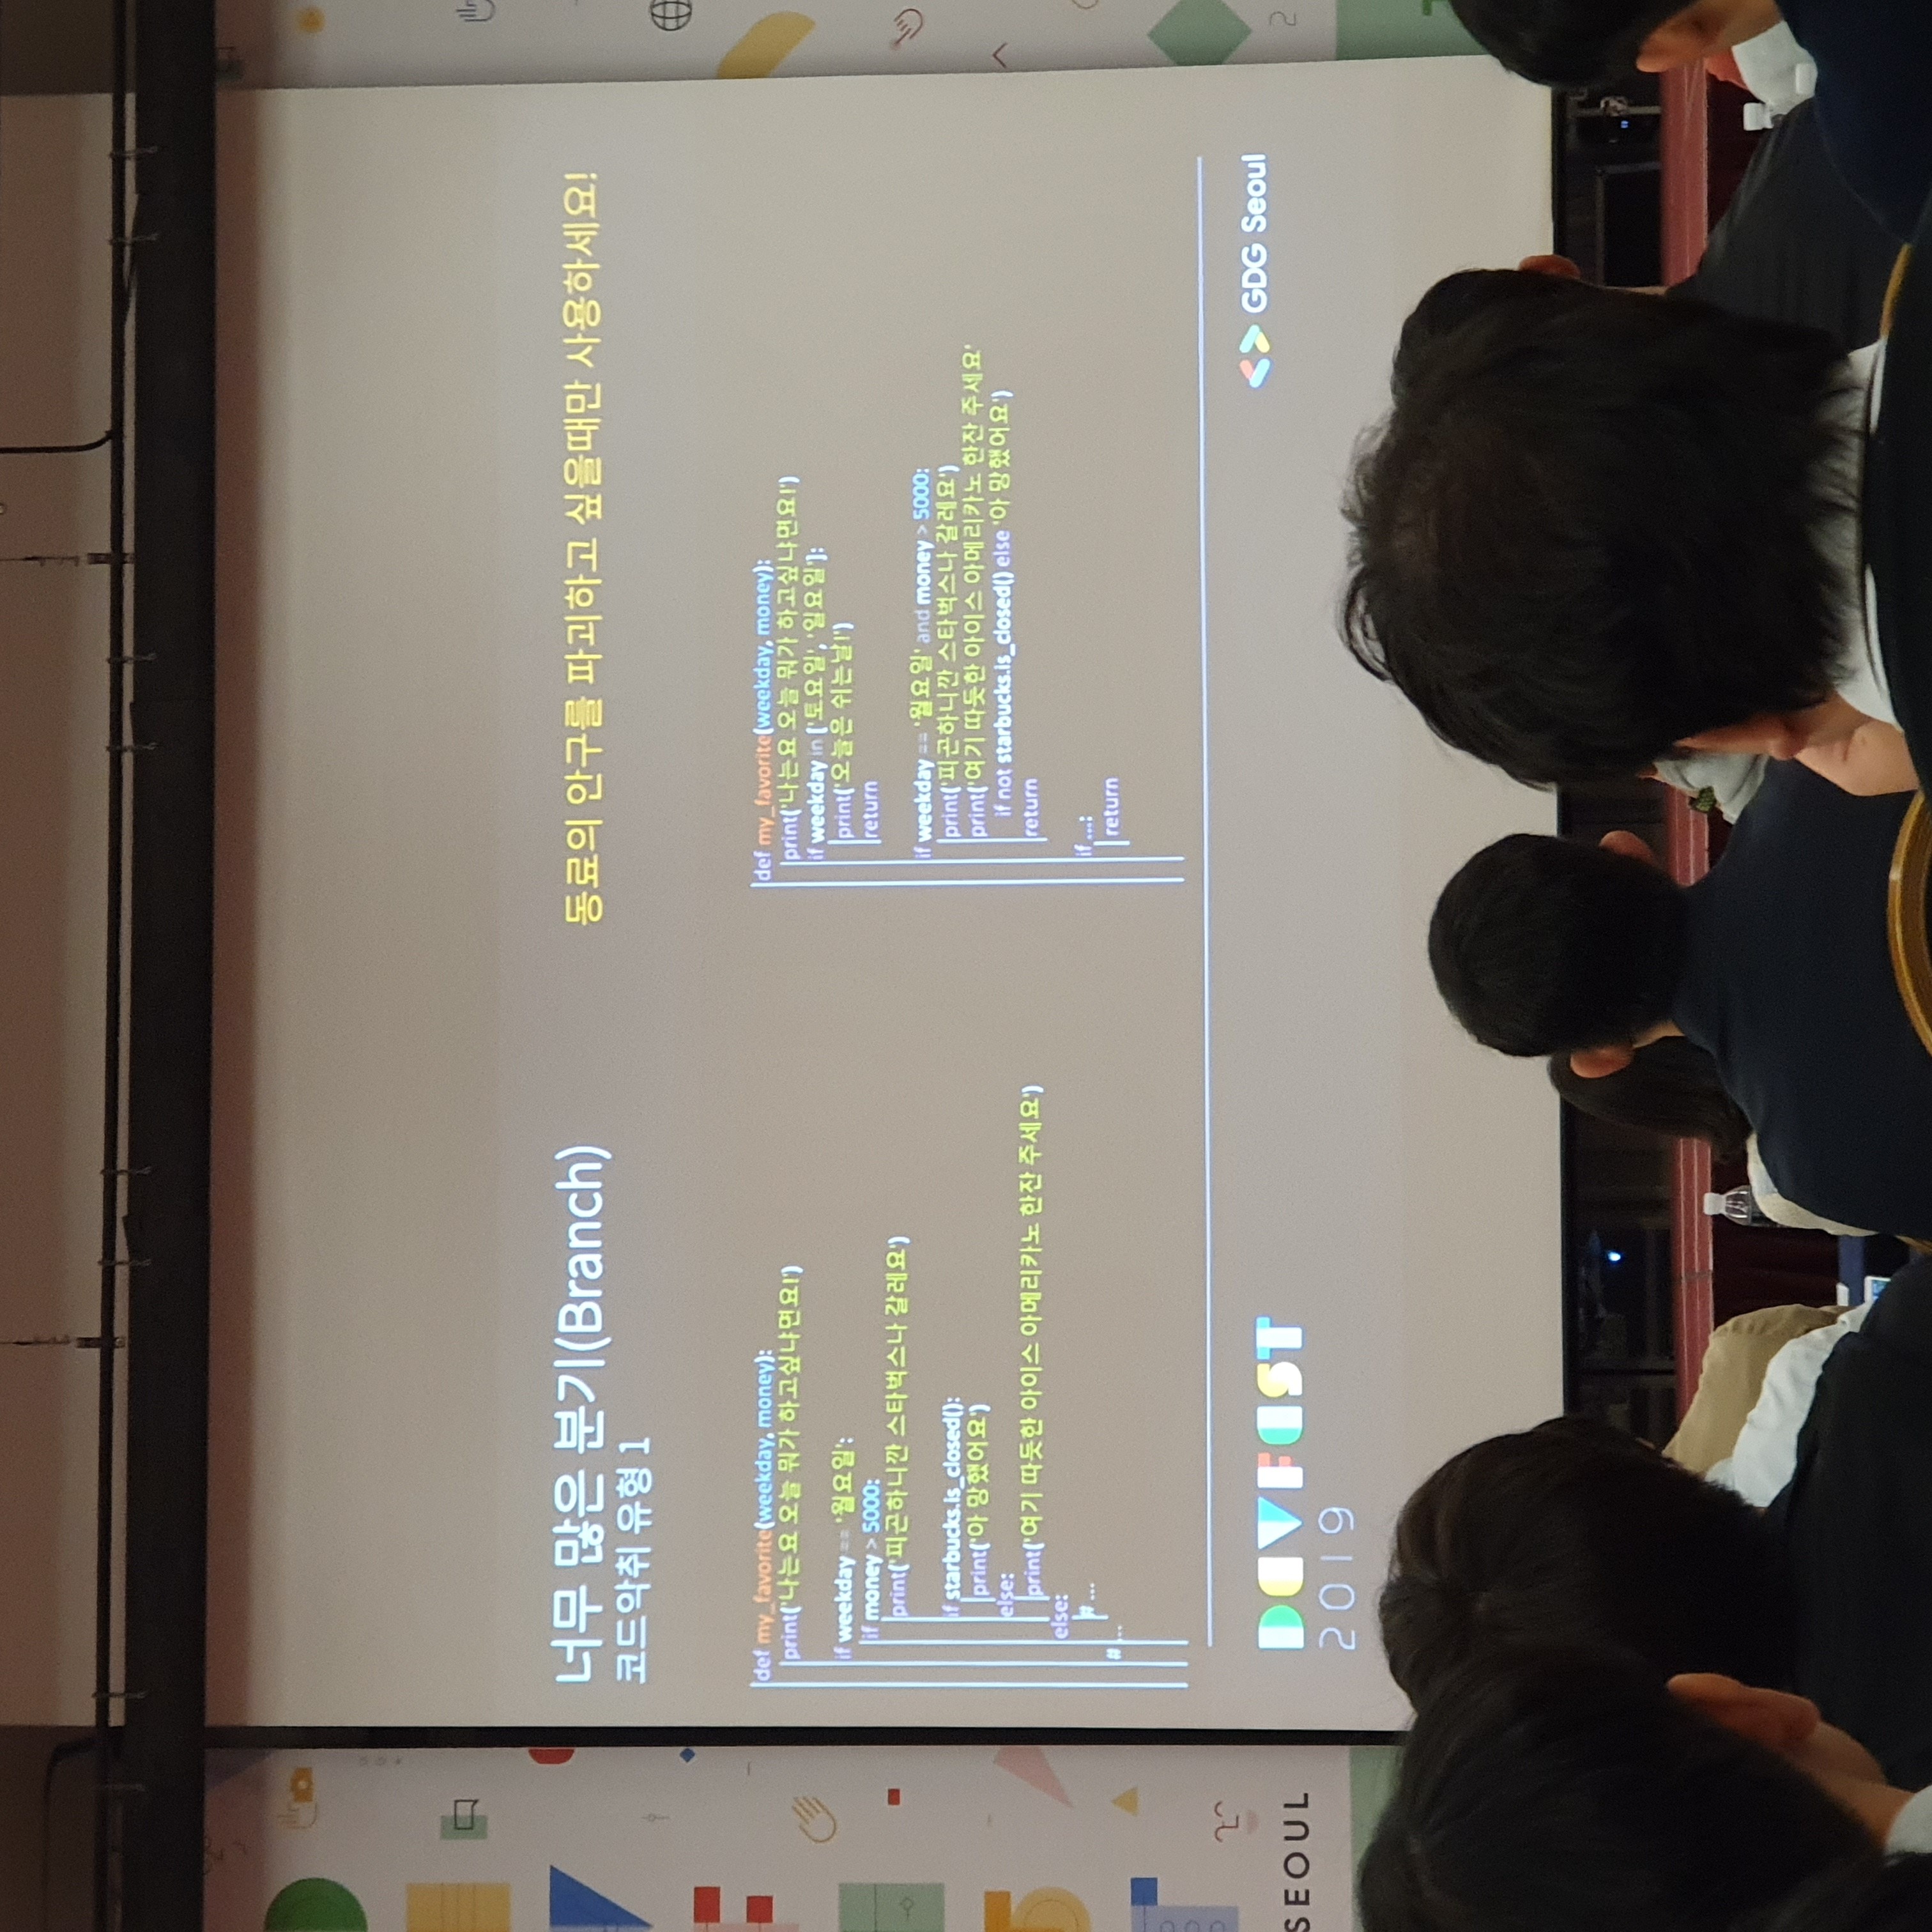 너무 많은 분기(Branch)
코드악취 유형 1
동료의 안구를 파괴하고 싶을때만 사용하세요!
def my_favorite(weekday, money):
print('나는요 오늘 뭐가 하고싶냐면요!')
if weekday == '월요일':
if money > 5000:
print('피곤하니깐 스타벅스나 갈레요')
if starbucks.is_closed():
print('아 망했어요')
else:
print('여기 따듯한 아이스 아메리카노 한잔 주세요')
else:
# ...
# ...
def my_favorite(weekday, money):
print('나는요 오늘 뭐가 하고싶냐면요!')
if weekday in ['토요일', '일요일']:
print('오늘은 쉬는날!')
return
if weekday == '월요일' and money > 5000:
print('피곤하니깐 스타벅스나 갈레요')
print('여기 따듯한 아이스 아메리카노 한잔 주세요'
if not starbucks.is_closed() else '아 망했어요')
return
if ...:
return
DEVFEST
2019
GDG Seoul
SEOUL